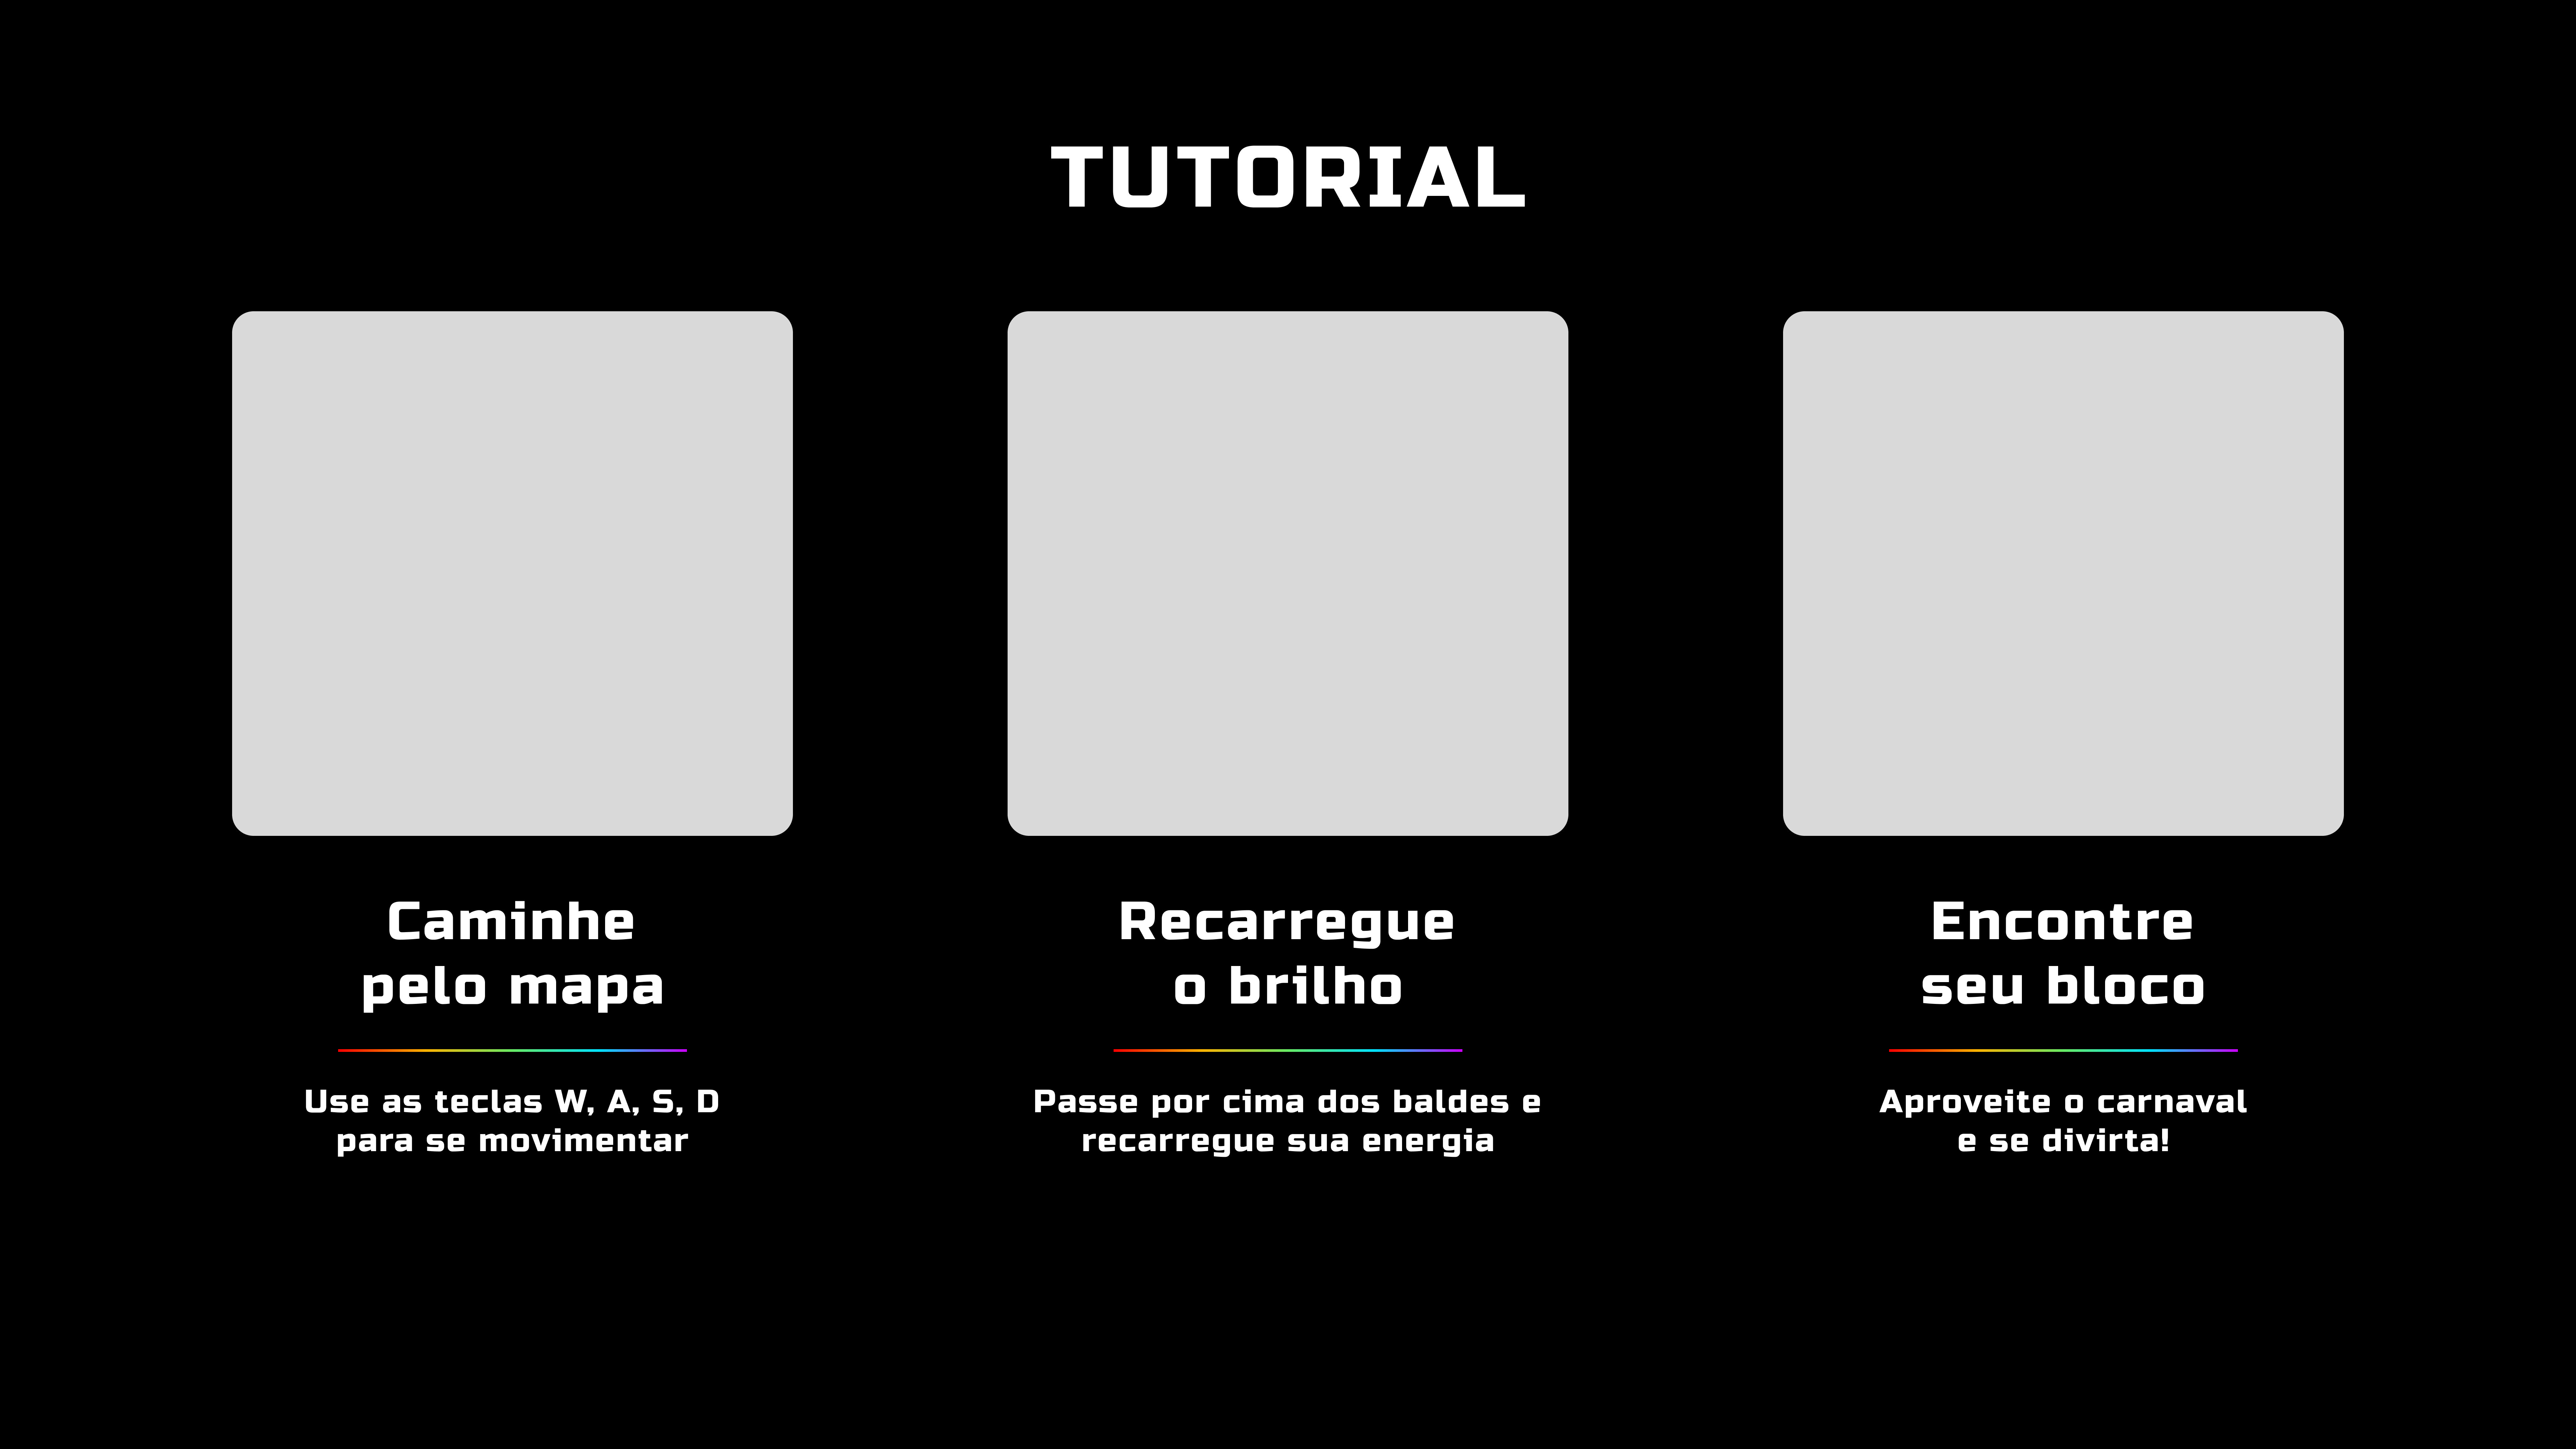 TUTORIAL
Caminhe
pelo mapa
Use as teclas W, A, S, D
para se movimentar
Recarregue
o brilho
Passe por cima dos baldes e
recarregue sua energia
Encontre
seu bloco
Aproveite o carnaval
e se divirta!